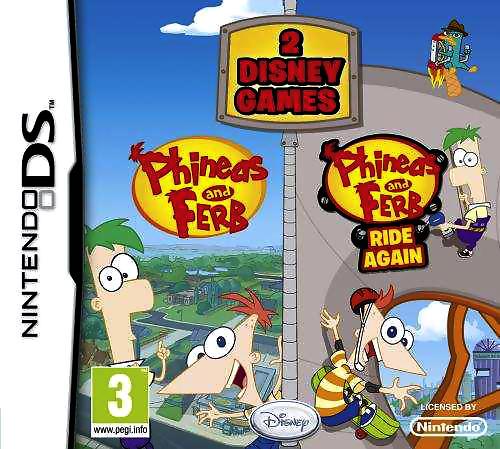 NINTENDO DS™
2
DISNEY
GAMES
Phineas
and
FERB
Phineas
and
FERB
RIDE
AGAIN
3
www.pegi.info
Disney
LICENSED BY
Nintendo